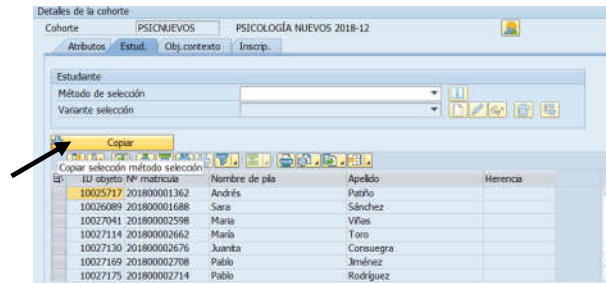 Detalles de la cohorte
Cohorte PSICNUEVOS PSICOLOGÍA NUEVOS 2018-12
Atributos Estud. Obj.contexto Inscrip.
Estudiante
Método de selección
Variante selección
Copiar
Copiar selección método selección
ID objeto Nº matrícula Nombre de pila Apellido Herencia
10025717 201800001362 Andrés Patiño
10026089 201800001688 Sara Sánchez
10027041 201800002598 Maria Viñas
10027114 201800002662 María Toro
10027130 201800002676 Juanita Consuegra
10027169 201800002708 Pablo Jiménez
10027175 201800002714 Pablo Rodríguez